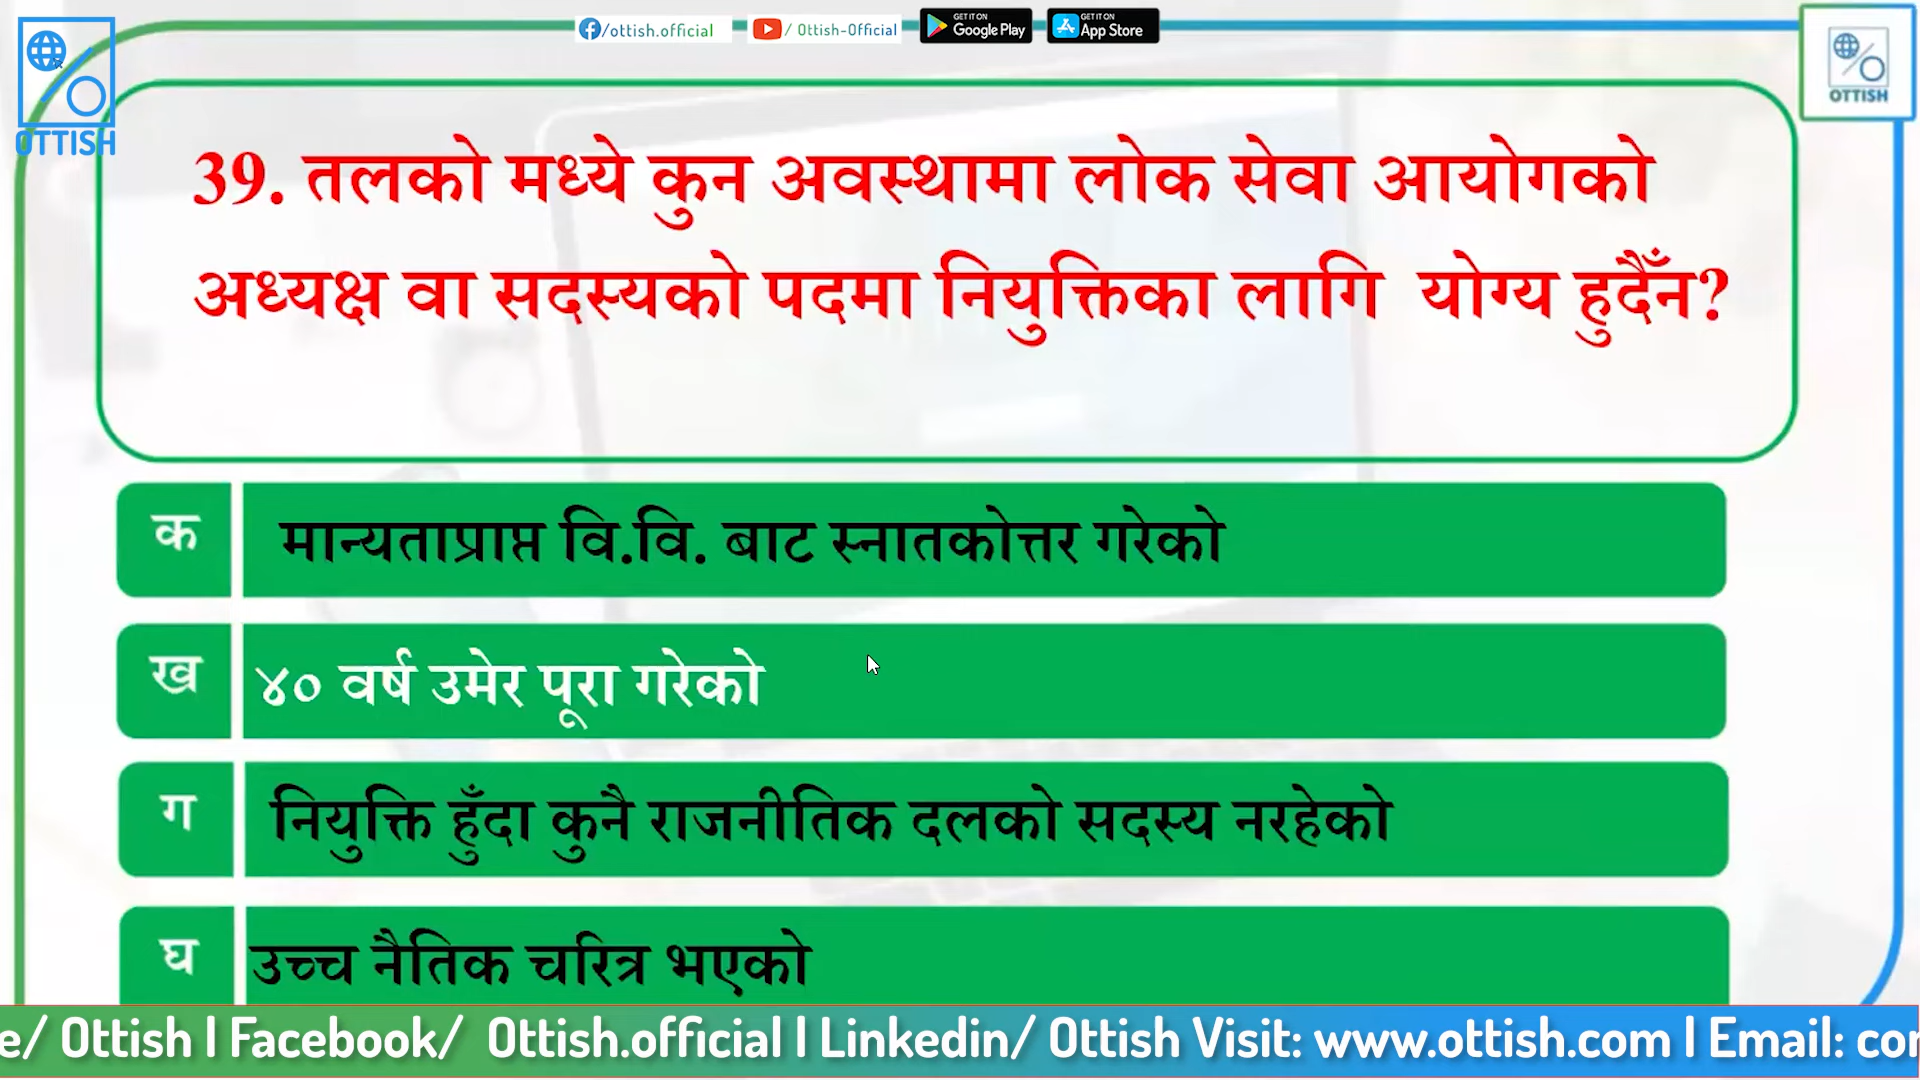 /ottish.official / Ottish-Official GET IT ON Google Play GET IT ON App Store
OTTISH
OTTISH
39. तलको मध्ये कुन अवस्थामा लोक सेवा आयोगको
अध्यक्ष वा सदस्यको पदमा नियुक्तिका लागि योग्य हुदैँन?
क मान्यताप्राप्त वि.वि. बाट स्नातकोत्तर गरेको
ख ४० वर्ष उमेर पूरा गरेको
ग नियुक्ति हुँदा कुनै राजनीतिक दलको सदस्य नरहेको
घ उच्च नैतिक चरित्र भएको
e/ Ottish l Facebook/ Ottish.official l Linkedin/ Ottish Visit: www.ottish.com l Email: